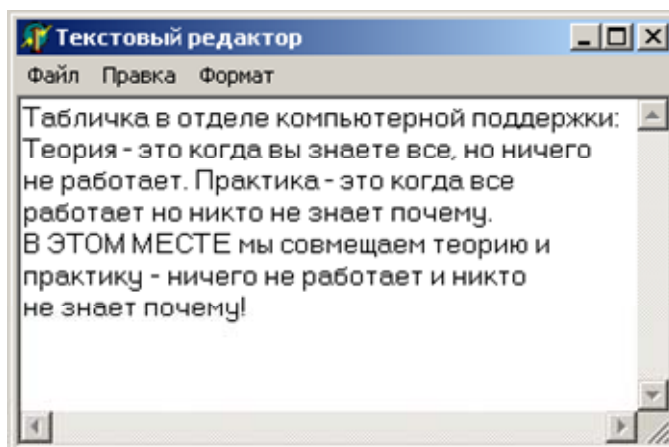 Текстовый редактор
Файл Правка Формат
Табличка в отделе компьютерной поддержки:
Теория - это когда вы знаете все, но ничего
не работает. Практика - это когда все
работает но никто не знает почему.
В ЭТОМ МЕСТЕ мы совмещаем теорию и
практику - ничего не работает и никто
не знает почему!